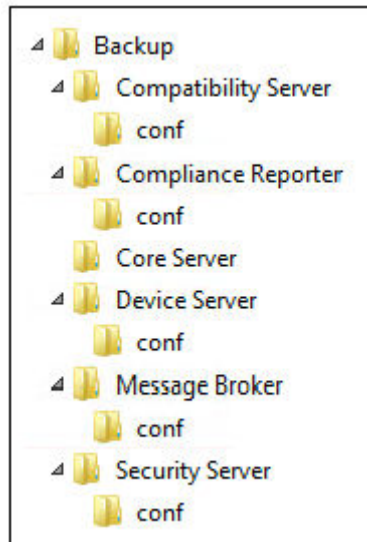 Backup
Compatibility Server
conf
Compliance Reporter
conf
Core Server
Device Server
conf
Message Broker
conf
Security Server
conf